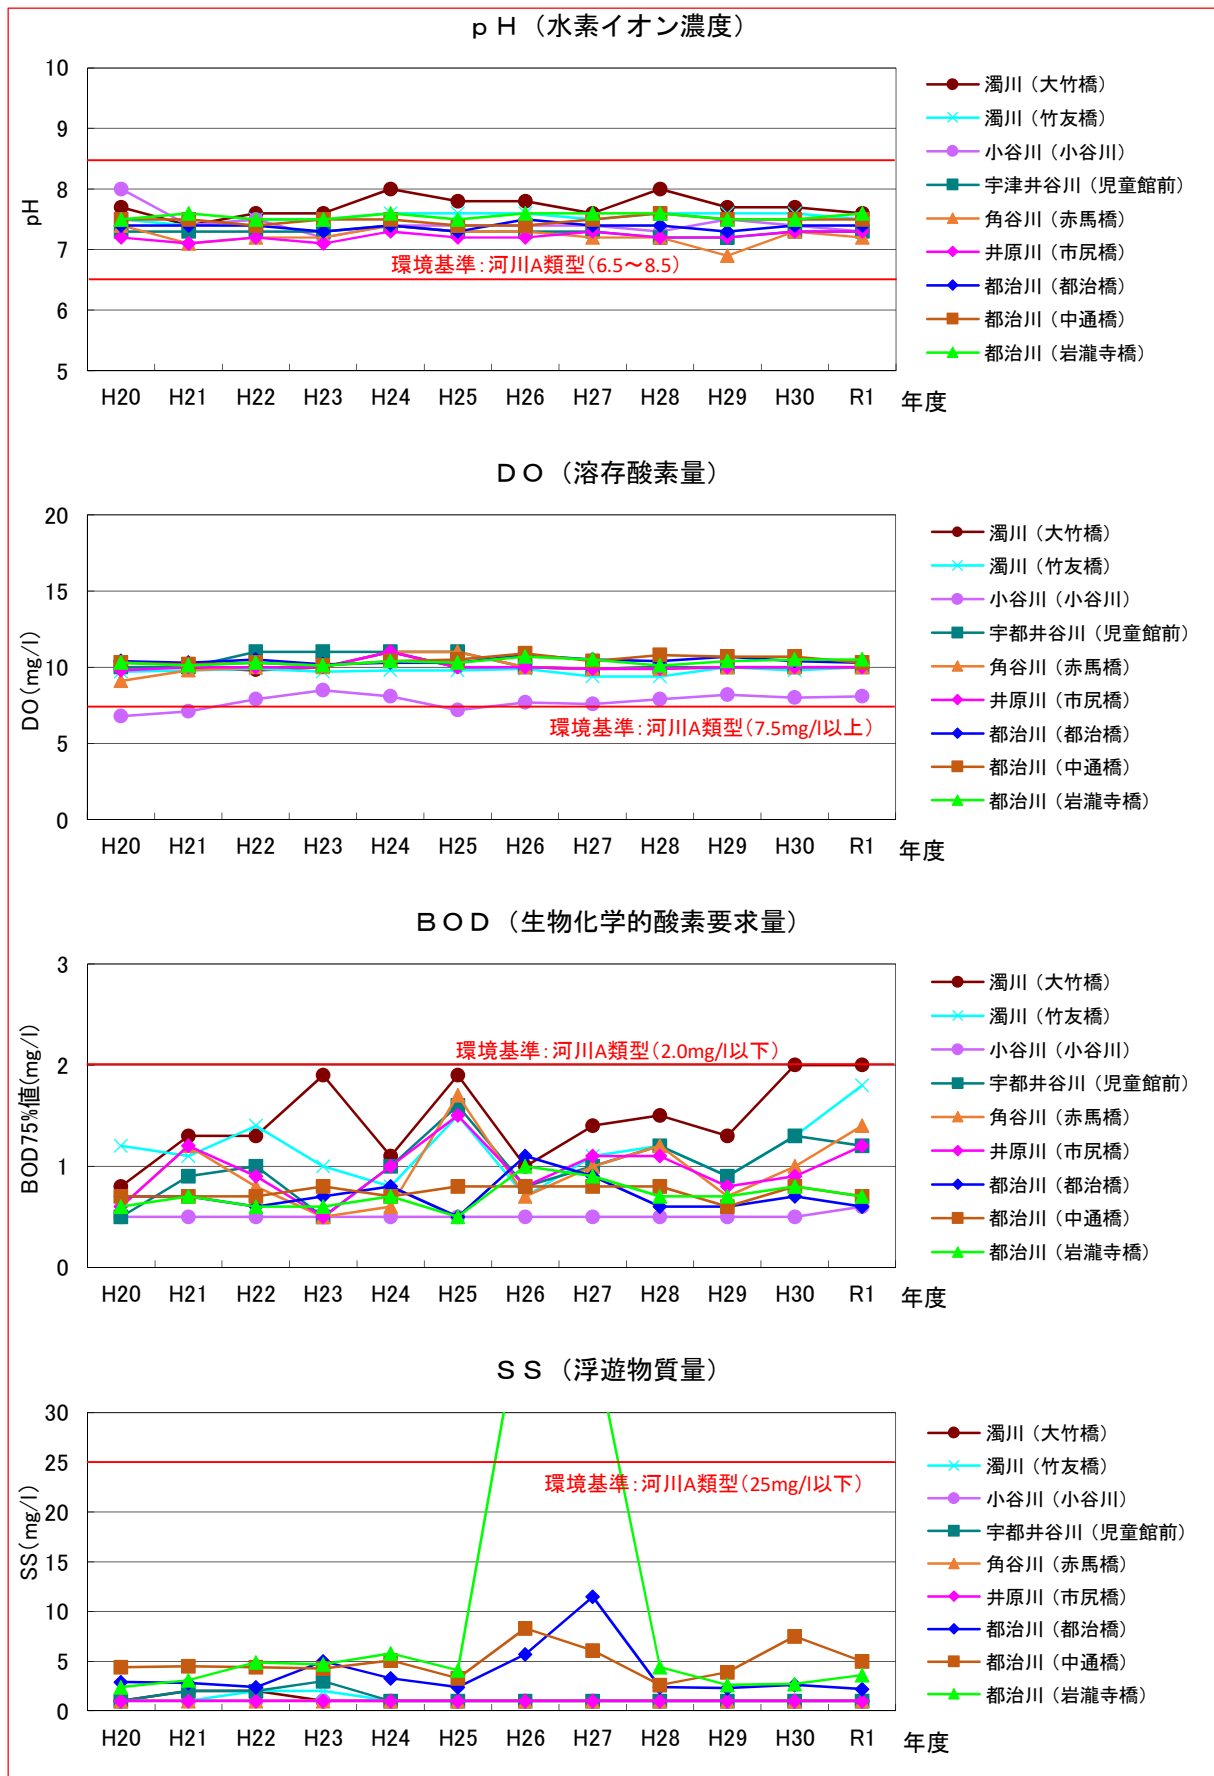 ｐＨ（水素イオン濃度）
10
9
8
7
6
5
pH
環境基準：河川A類型（6.5～8.5）
H20 H21 H22 H23 H24 H25 H26 H27 H28 H29 H30 R1 年度
濁川（大竹橋）
濁川（竹友橋）
小谷川（小谷川）
宇津井谷川（児童館前）
角谷川（赤馬橋）
井原川（市尻橋）
都治川（都治橋）
都治川（中通橋）
都治川（岩瀧寺橋）
ＤＯ（溶存酸素量）
20
15
10
5
0
DO（mg/l）
環境基準：河川A類型（7.5mg/l以上）
H20 H21 H22 H23 H24 H25 H26 H27 H28 H29 H30 R1 年度
濁川（大竹橋）
濁川（竹友橋）
小谷川（小谷川）
宇都井谷川（児童館前）
角谷川（赤馬橋）
井原川（市尻橋）
都治川（都治橋）
都治川（中通橋）
都治川（岩瀧寺橋）
ＢＯＤ（生物化学的酸素要求量）
3
2
1
0
BOD75%値(mg/l)
環境基準：河川A類型（2.0mg/l以下）
H20 H21 H22 H23 H24 H25 H26 H27 H28 H29 H30 R1 年度
濁川（大竹橋）
濁川（竹友橋）
小谷川（小谷川）
宇都井谷川（児童館前）
角谷川（赤馬橋）
井原川（市尻橋）
都治川（都治橋）
都治川（中通橋）
都治川（岩瀧寺橋）
ＳＳ（浮遊物質量）
30
25
20
15
10
5
0
SS（mg/l）
環境基準：河川A類型（25mg/l以下）
H20 H21 H22 H23 H24 H25 H26 H27 H28 H29 H30 R1 年度
濁川（大竹橋）
濁川（竹友橋）
小谷川（小谷川）
宇都井谷川（児童館前）
角谷川（赤馬橋）
井原川（市尻橋）
都治川（都治橋）
都治川（中通橋）
都治川（岩瀧寺橋）